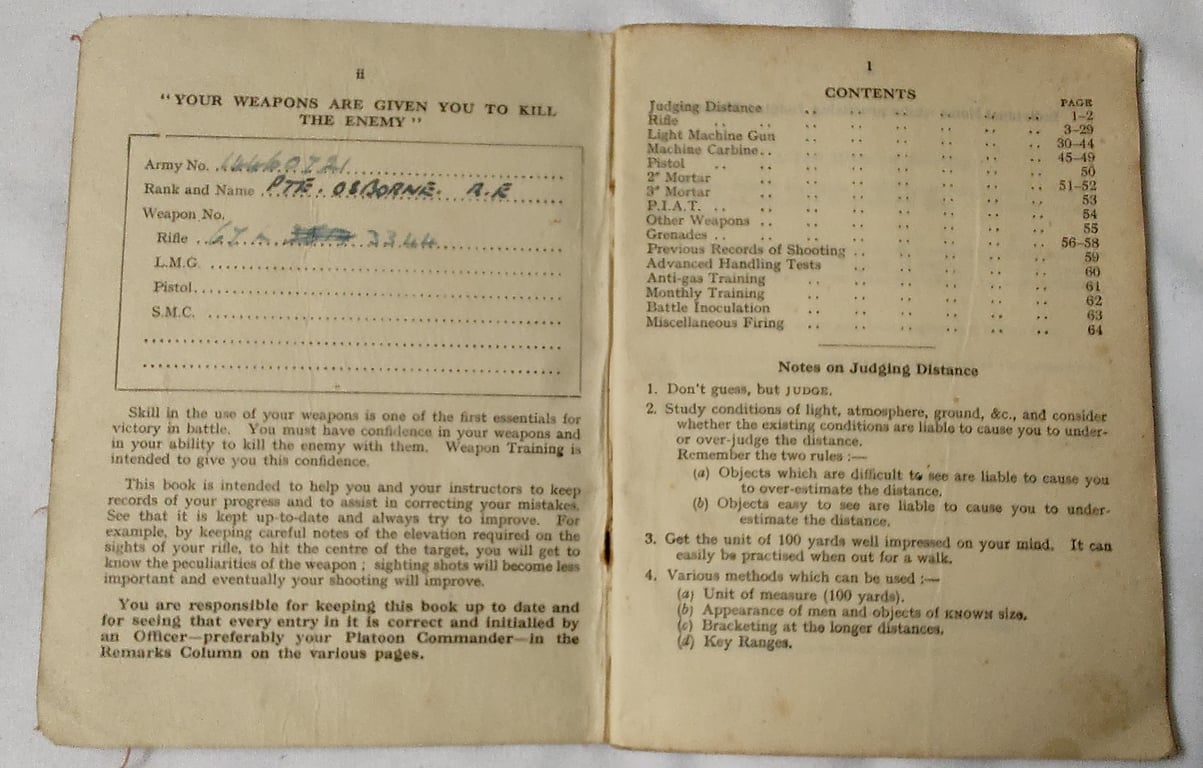 ii
"YOUR WEAPONS ARE GIVEN YOU TO KILL
THE ENEMY"
Army No. 14460721
Rank and Name PTE. OSBORNE. R.E
Weapon No.
Rifle 3344
L.M.G.
Pistol
S.M.C.
Skill in the use of your weapons is one of the first essentials for
victory in battle. You must have confidence in your weapons and
in your ability to kill the enemy with them. Weapon Training is
intended to give you this confidence.
This book is intended to help you and your instructors to keep
records of your progress and to assist in correcting your mistakes.
See that it is kept up-to-date and always try to improve. For
example, by keeping careful notes of the elevation required on the
sights of your rifle, to hit the centre of the target, you will get to
know the peculiarities of the weapon ; sighting shots will become less
important and eventually your shooting will improve.
You are responsible for keeping this book up to date and
for seeing that every entry in it is correct and initialled by
an Officer—preferably your Platoon Commander—in the
Remarks Column on the various pages.
1
CONTENTS
PAGE
Judging Distance .. .. .. .. .. .. 1–2
Rifle .. .. .. .. .. .. .. 3–29
Light Machine Gun .. .. .. .. .. .. 30–44
Machine Carbine .. .. .. .. .. .. .. 45–49
Pistol .. .. .. .. .. .. .. 50
2" Mortar .. .. .. .. .. .. .. 51–52
3" Mortar .. .. .. .. .. .. .. 53
P.I.A.T. .. .. .. .. .. .. .. .. 54
Other Weapons .. .. .. .. .. .. .. 55
Grenades .. .. .. .. .. .. .. .. 56–58
Previous Records of Shooting .. .. .. .. .. 59
Advanced Handling Tests .. .. .. .. .. 60
Anti-gas Training .. .. .. .. .. .. 61
Monthly Training .. .. .. .. .. .. 62
Battle Inoculation .. .. .. .. .. .. 63
Miscellaneous Firing .. .. .. .. .. .. 64
Notes on Judging Distance
1. Don't guess, but JUDGE.
2. Study conditions of light, atmosphere, ground, &c., and consider
whether the existing conditions are liable to cause you to under-
or over-judge the distance.
Remember the two rules :—
(a) Objects which are difficult to see are liable to cause you
to over-estimate the distance.
(b) Objects easy to see are liable to cause you to under-
estimate the distance.
3. Get the unit of 100 yards well impressed on your mind. It can
easily be practised when out for a walk.
4. Various methods which can be used :—
(a) Unit of measure (100 yards).
(b) Appearance of men and objects of KNOWN size.
(c) Bracketing at the longer distances.
(d) Key Ranges.